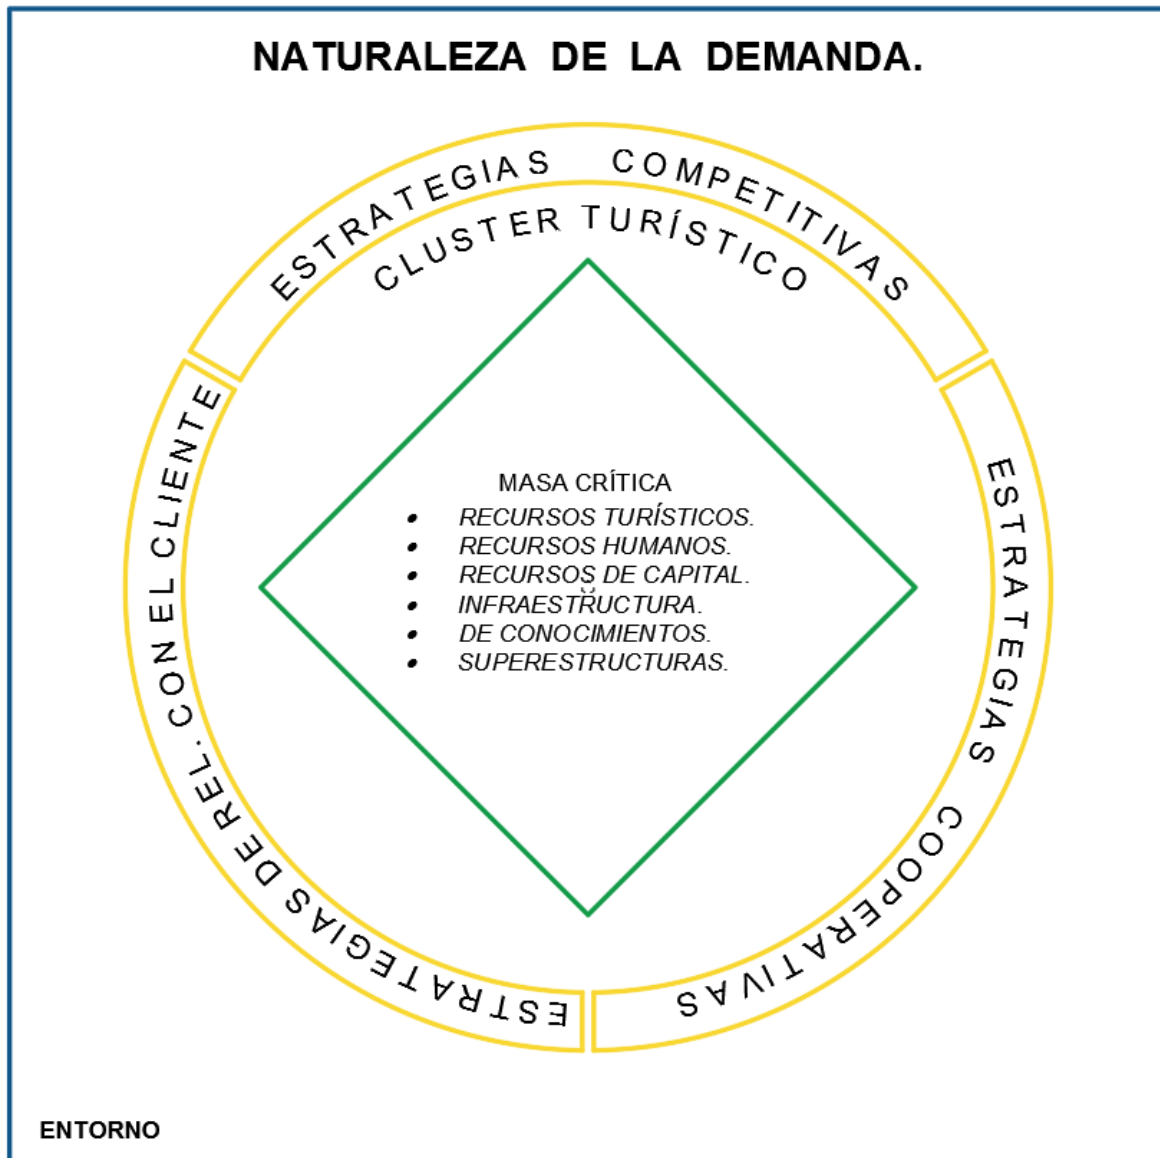 NATURALEZA DE LA DEMANDA.
ESTRATEGIAS COMPETITIVAS
CLUSTER TURÍSTICO
ESTRATEGIAS DE REL. CON EL CLIENTE
ESTRATEGIAS COOPERATIVAS
MASA CRÍTICA
• RECURSOS TURÍSTICOS.
• RECURSOS HUMANOS.
• RECURSOS DE CAPITAL.
• INFRAESTRUCTURA.
• DE CONOCIMIENTOS.
• SUPERESTRUCTURAS.
ENTORNO